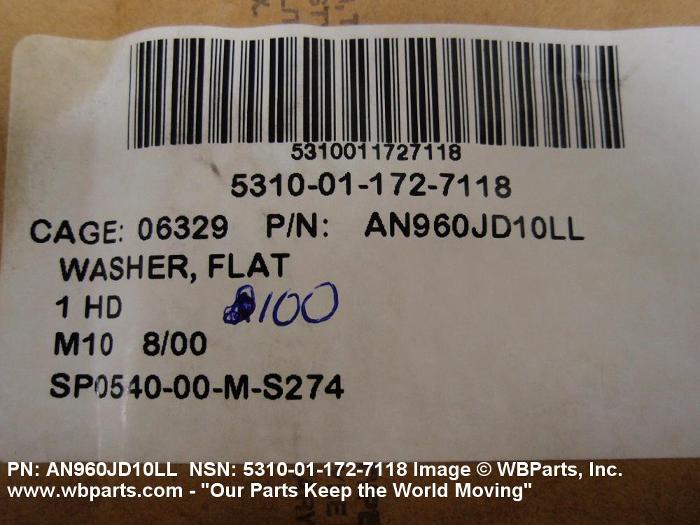 5310011727118
5310-01-172-7118
CAGE: 06329 P/N: AN960JD10LL
WASHER, FLAT
1 HD 100
M10 8/00
SP0540-00-M-S274
PN: AN960JD10LL NSN: 5310-01-172-7118 Image © WBParts, Inc.
www.wbparts.com - "Our Parts Keep the World Moving"